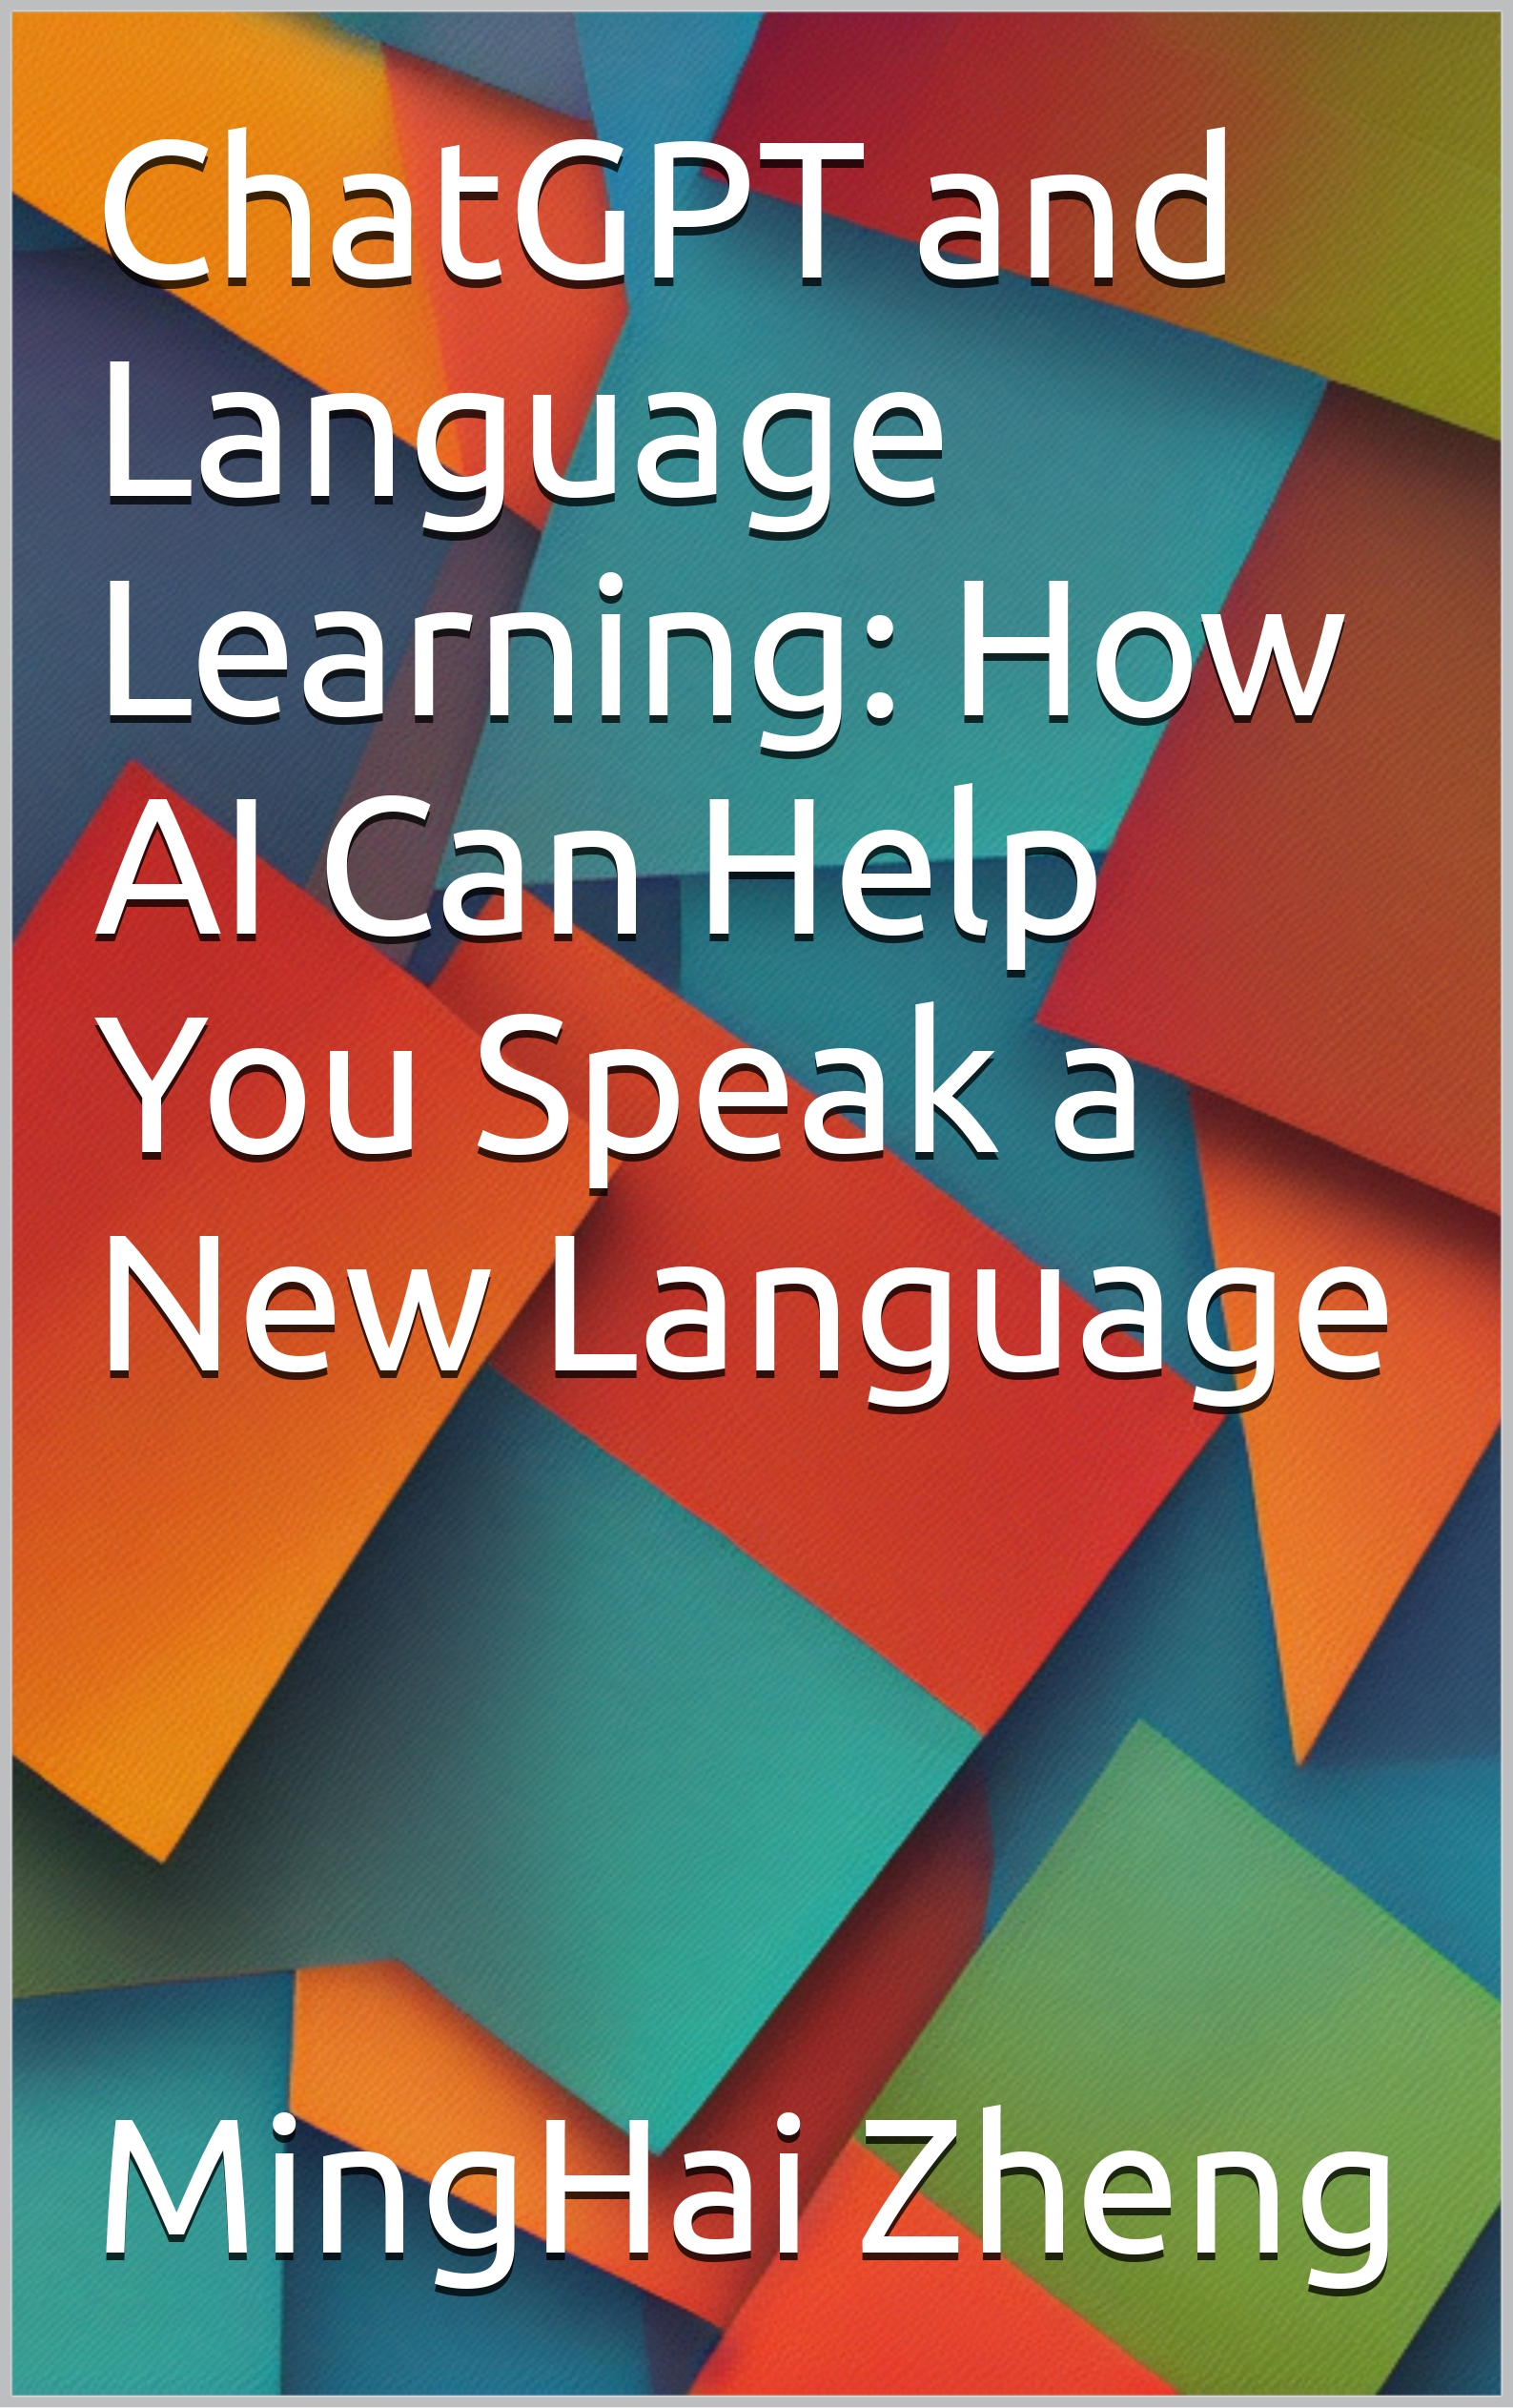 ChatGPT and
Language
Learning: How
AI Can Help
You Speak a
New Language
MingHai Zheng